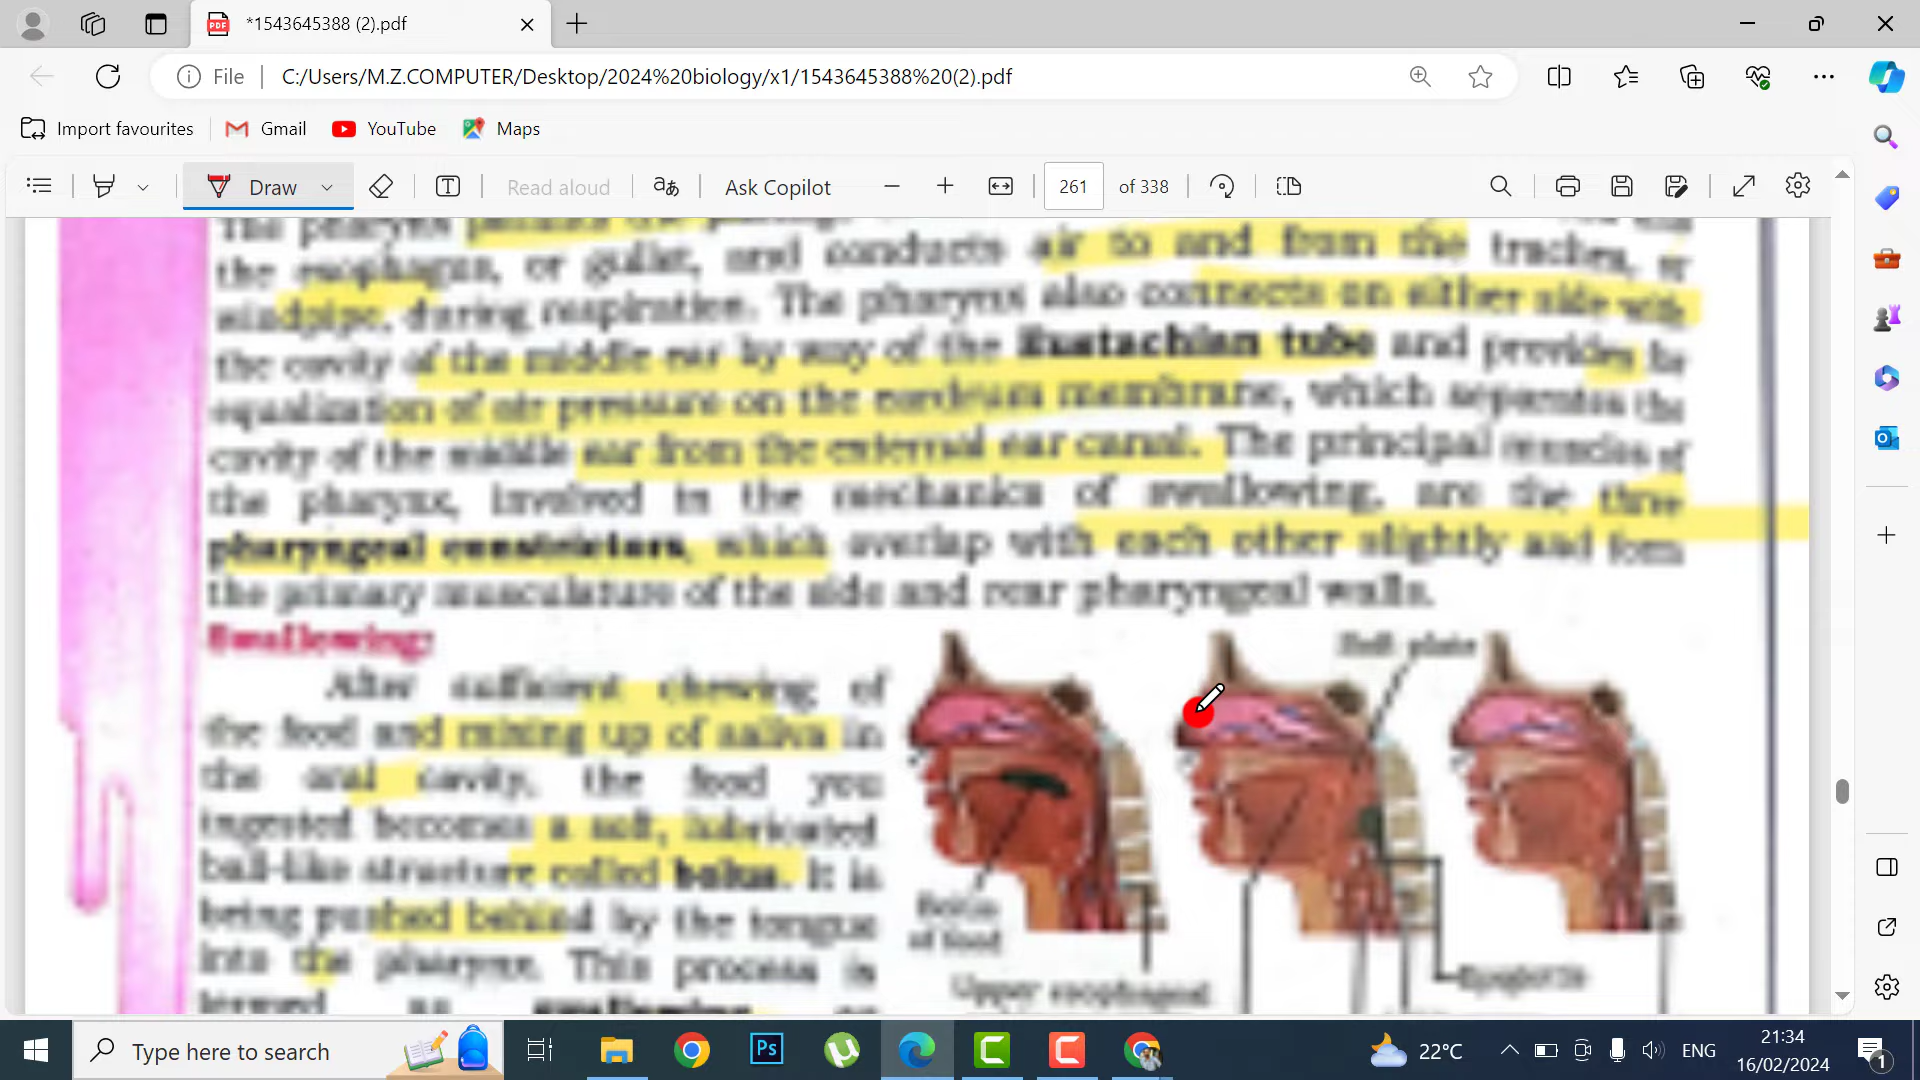 *1543645388 (2).pdf
File
C:/Users/M.Z.COMPUTER/Desktop/2024%20biology/x1/1543645388%20(2).pdf
Import favourites
Gmail
YouTube
Maps
Draw
Read aloud
Ask Copilot
261
of 338
The pharynx
the esophagus, or gullet, and conducts air to and from the trachea, or
windpipe, during respiration. The pharynx also connects on either side with
the cavity of the middle ear by way of the Eustachian tube and provides
equalization of air pressure on the eardrum membrane, which separates the
cavity of the middle ear from the external ear canal. The principal muscles of
the pharynx, involved in the mechanics of swallowing, are the three
pharyngeal constrictors, which overlap with each other slightly and form
the primary musculature of the side and rear pharyngeal walls.
Swallowing:
Soft plate
After sufficient chewing of
the food and mixing up of saliva in
the oral cavity, the food you
ingested becomes a soft, lubricated
ball-like structure called bolus. It is
being pushed behind by the tongue
into the pharynx. This process is
termed as swallowing
Bolus
of food
Upper esophageal
Epiglottis
Type here to search
22°C
ENG
21:34
16/02/2024
1